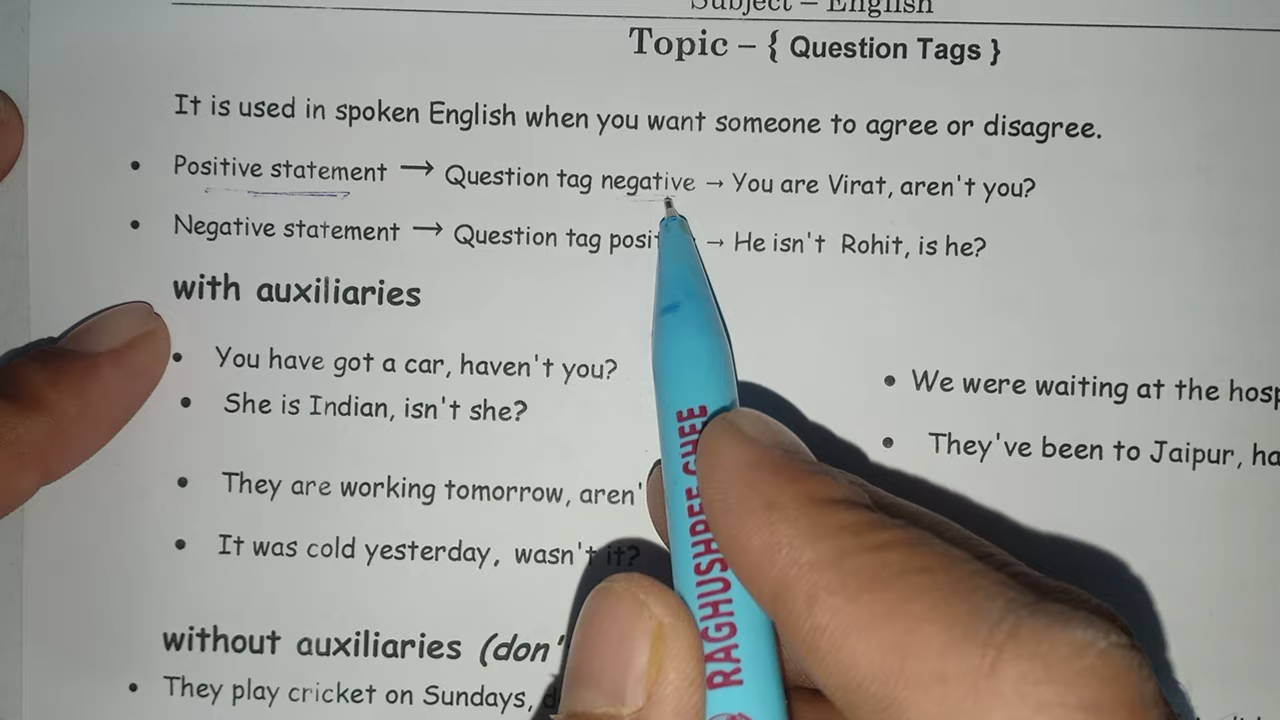 Subject – English
Topic – { Question Tags }
It is used in spoken English when you want someone to agree or disagree.
• Positive statement → Question tag negative → You are Virat, aren't you?
• Negative statement → Question tag posi → He isn't Rohit, is he?
with auxiliaries
• You have got a car, haven't you?
• She is Indian, isn't she?
• They are working tomorrow, aren'
• It was cold yesterday, wasn't it?
• We were waiting at the hosp
• They've been to Jaipur, ha
without auxiliaries (don'
• They play cricket on Sundays,
RAGHUSHREE GHEE